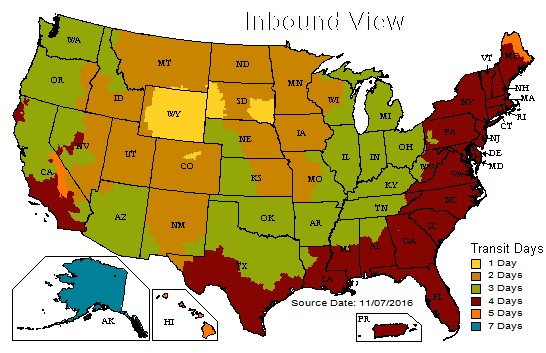 Inbound View
WA
OR
CA
NV
ID
MT
WY
UT
CO
AZ
NM
ND
SD
NE
KS
OK
TX
MN
IA
MO
AR
LA
WI
IL
IN
MI
OH
KY
TN
MS
AL
GA
FL
SC
NC
VA
WV
PA
NY
VT
ME
NH
MA
RI
CT
NJ
DE
MD
Transit Days
1 Day
2 Days
3 Days
4 Days
5 Days
7 Days
Source Date: 11/07/2016
AK
HI
PR